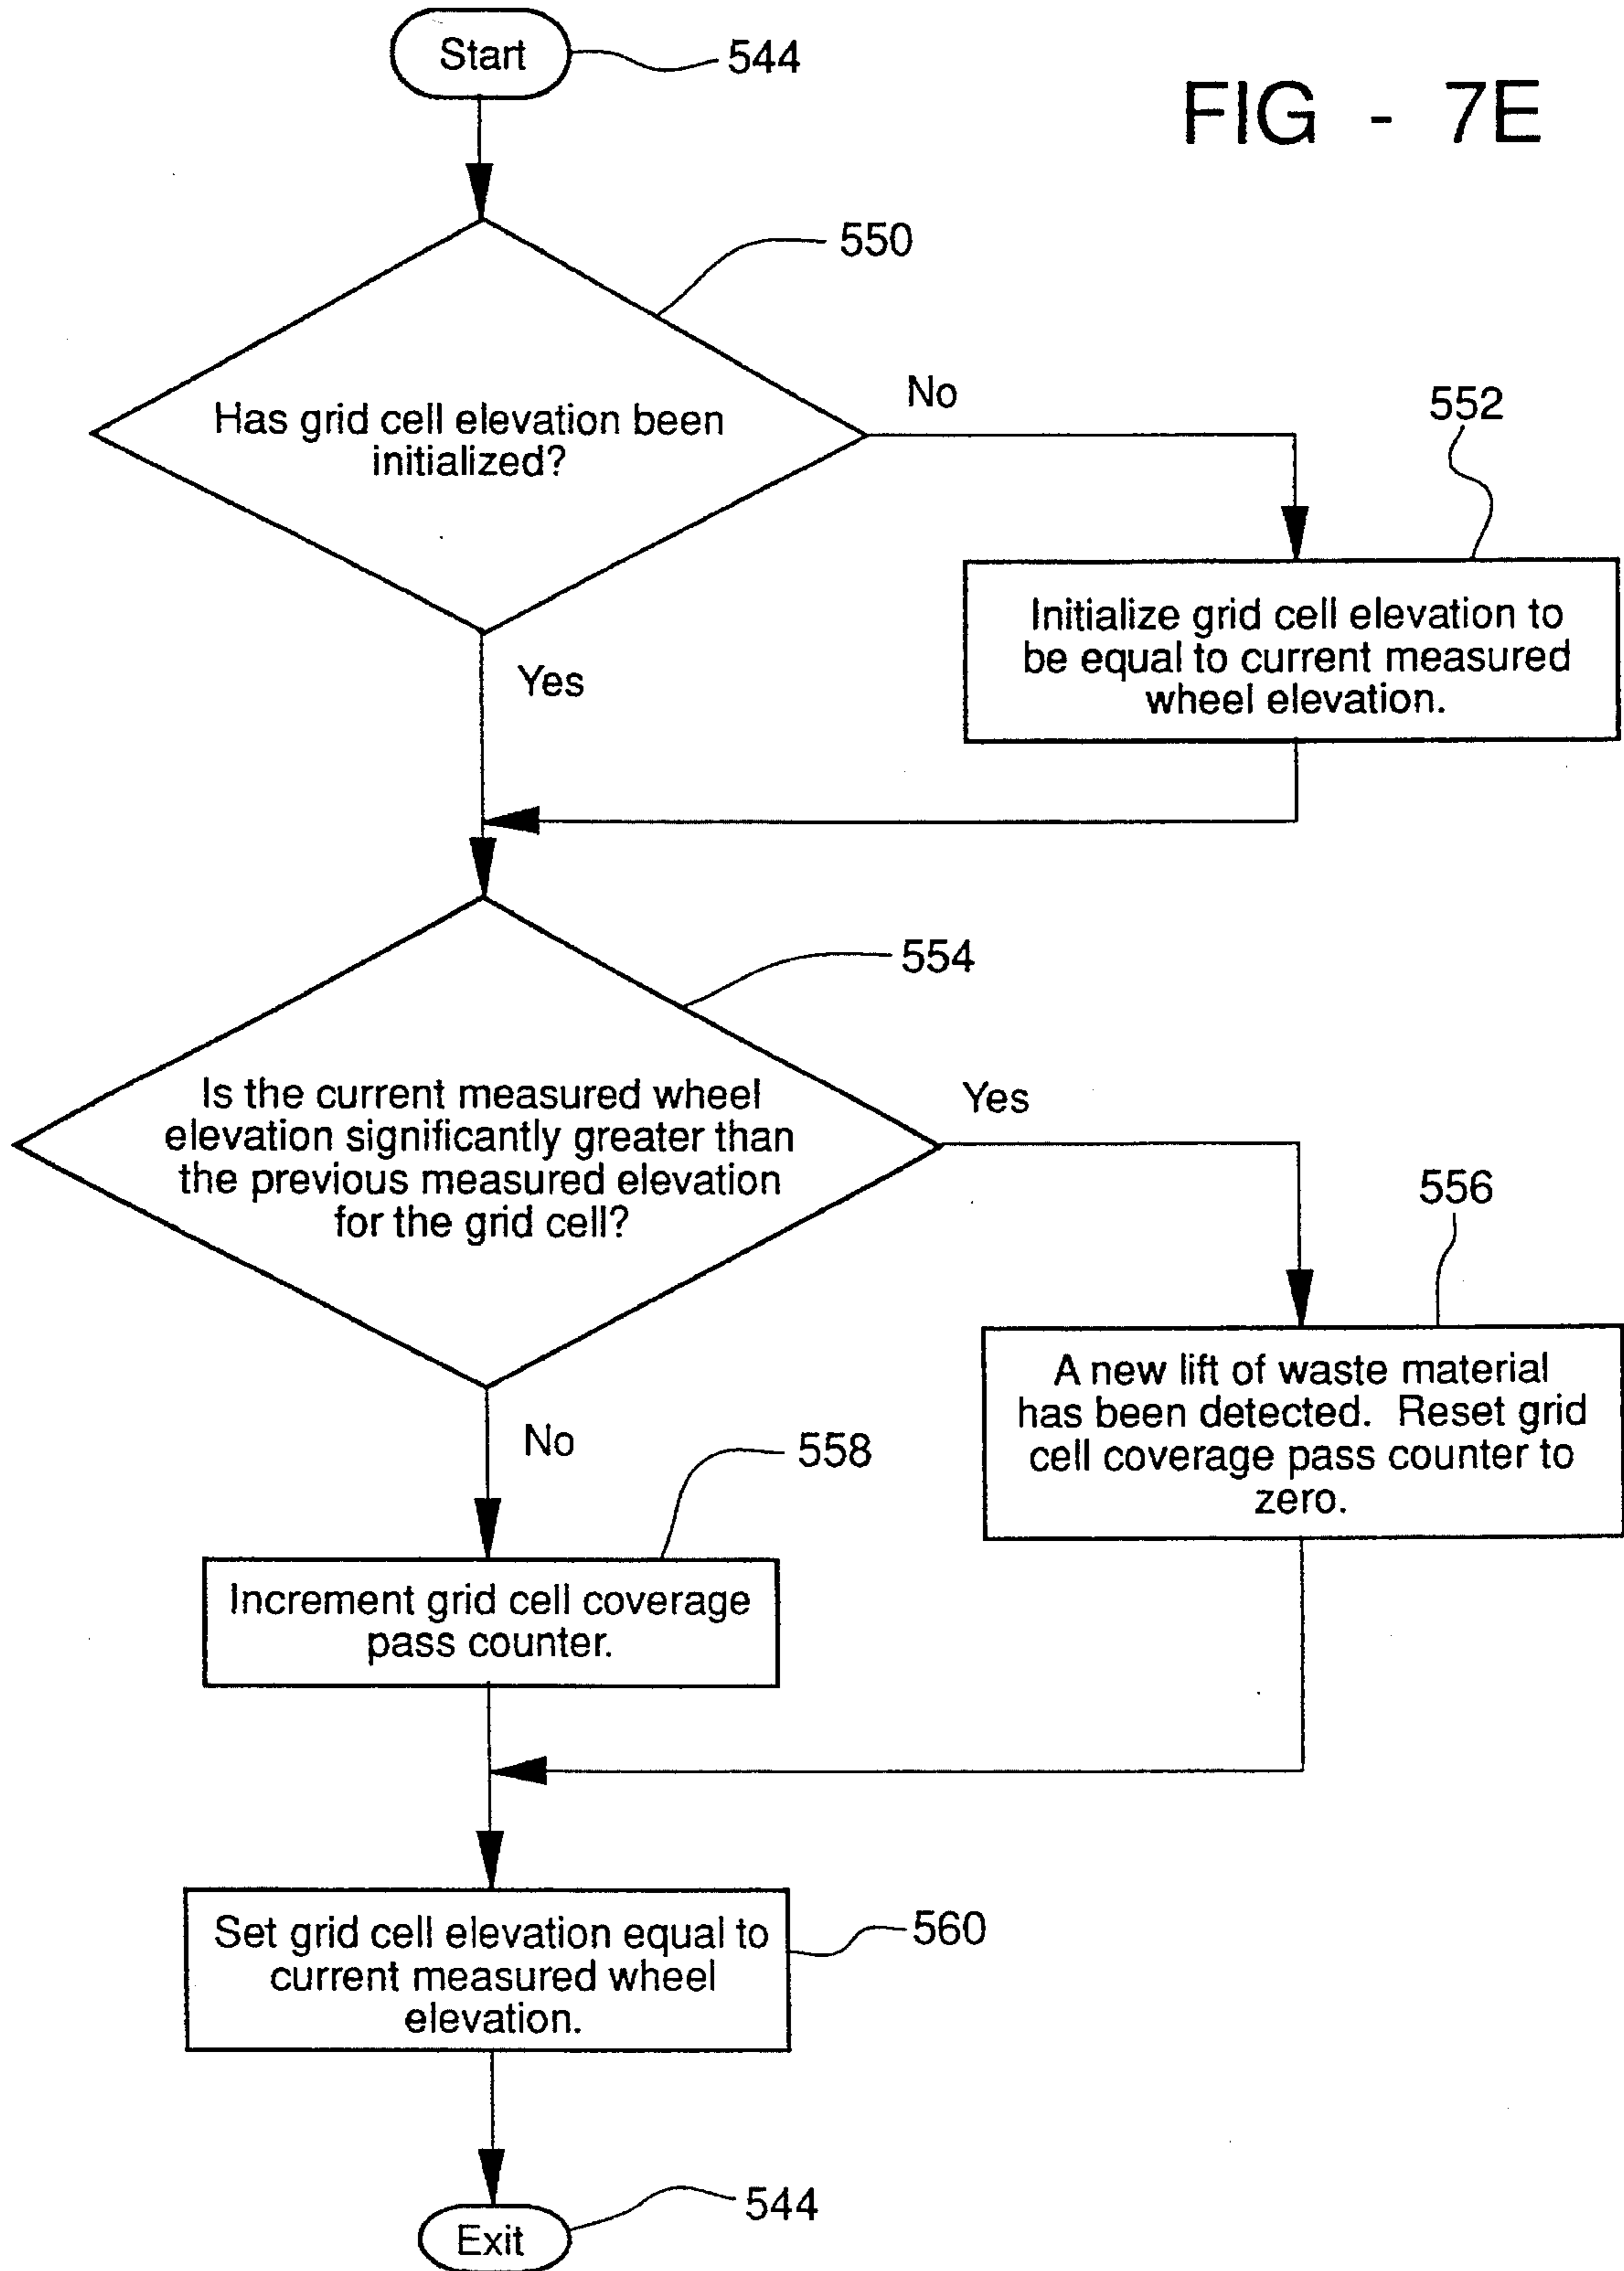 Start
544
FIG - 7E
550
Has grid cell elevation been
initialized?
No
552
Initialize grid cell elevation to
be equal to current measured
wheel elevation.
Yes
554
Is the current measured wheel
elevation significantly greater than
the previous measured elevation
for the grid cell?
Yes
556
A new lift of waste material
has been detected. Reset grid
cell coverage pass counter to
zero.
No
558
Increment grid cell coverage
pass counter.
Set grid cell elevation equal to
current measured wheel
elevation.
560
Exit
544